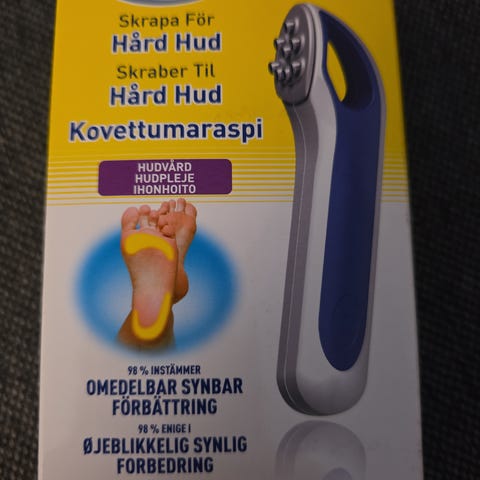 Skrapa För
Hård Hud
Skraber Til
Hård Hud
Kovettumaraspi
HUDVÅRD
HUDPLEJE
IHONHOITO
98 % INSTÄMMER
OMEDELBAR SYNBAR
FÖRBÄTTRING
98 % ENIGE I
ØJEBLIKKELIG SYNLIG
FORBEDRING